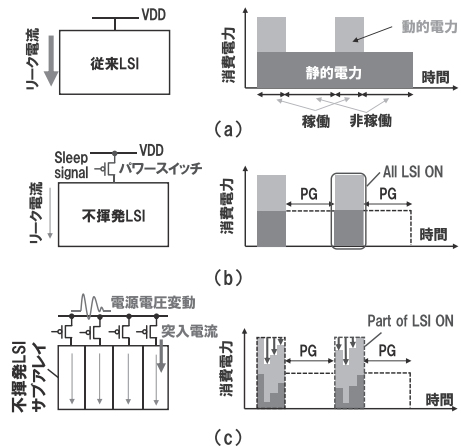 VDD
リーク電流
従来LSI
消費電力
動的電力
静的電力
時間
稼働
非稼働
(a)
Sleep
signal
VDD
パワースイッチ
リーク電流
不揮発LSI
消費電力
PG
PG
All LSI ON
時間
(b)
電源電圧変動
突入電流
不揮発LSI
サブアレイ
消費電力
PG
PG
Part of LSI ON
時間
(c)